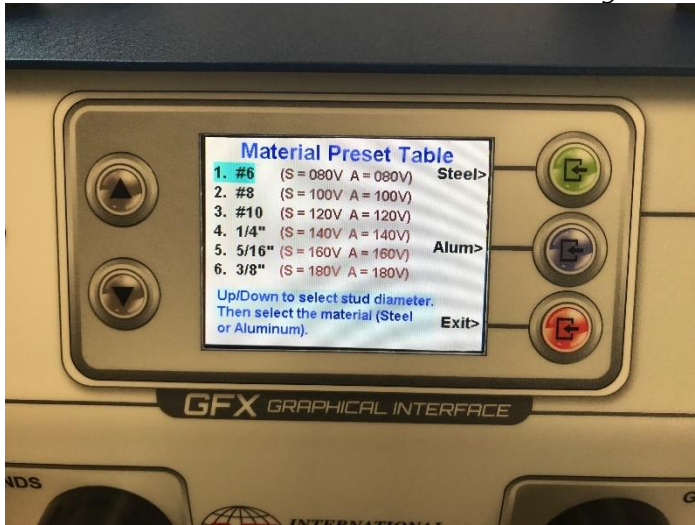 Material Preset Table
1. #6 (S = 080V A = 080V) Steel>
2. #8 (S = 100V A = 100V)
3. #10 (S = 120V A = 120V)
4. 1/4" (S = 140V A = 140V)
5. 5/16" (S = 160V A = 160V) Alum>
6. 3/8" (S = 180V A = 180V)
Up/Down to select stud diameter.
Then select the material (Steel
or Aluminum). Exit>
GFX GRAPHICAL INTERFACE
NDS
G
INTERNATIONAL